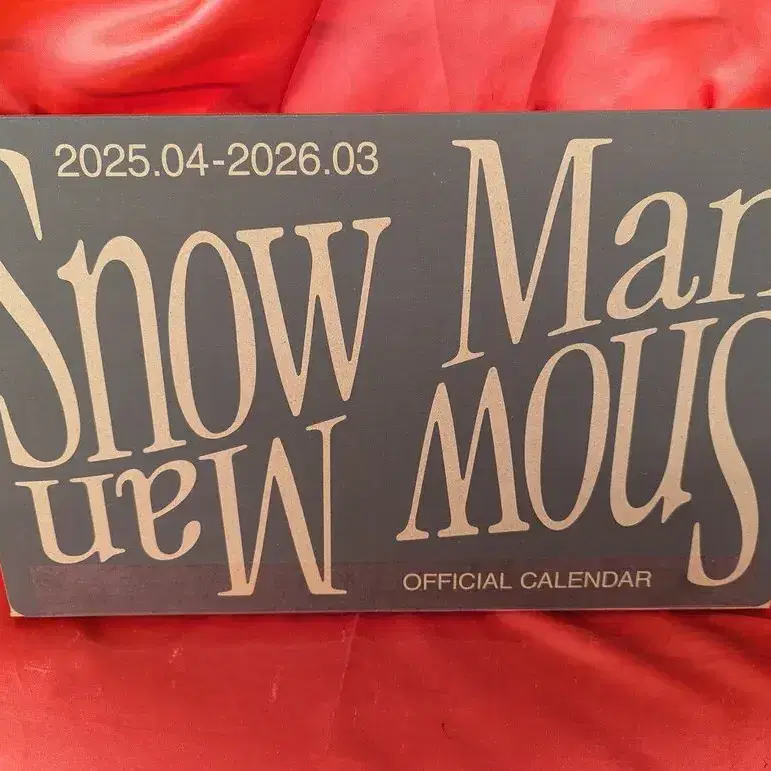 2025.04-2026.03
Snow Man
Snow Man
OFFICIAL CALENDAR